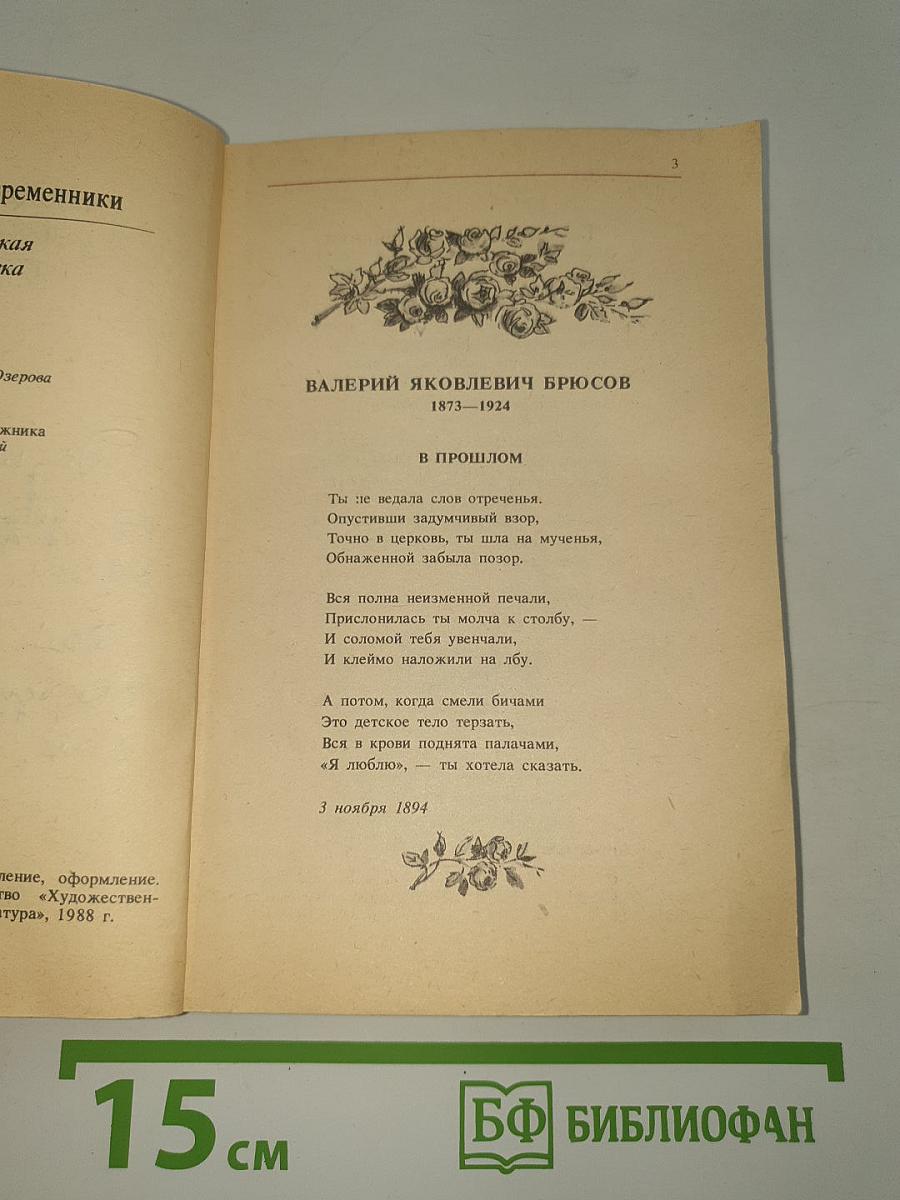 ременники
кая
ка
Озерова
жника
й
ление, оформление.
тво «Художествен-
атура», 1988 г.
3
ВАЛЕРИЙ ЯКОВЛЕВИЧ БРЮСОВ
1873—1924
В ПРОШЛОМ
Ты не ведала слов отреченья.
Опустивши задумчивый взор,
Точно в церковь, ты шла на мученья,
Обнаженной забыла позор.
Вся полна неизменной печали,
Прислонилась ты молча к столбу, —
И соломой тебя увенчали,
И клеймо наложили на лбу.
А потом, когда смели бичами
Это детское тело терзать,
Вся в крови поднята палачами,
«Я люблю», — ты хотела сказать.
3 ноября 1894
15 см
БФ БИБЛИОФАН